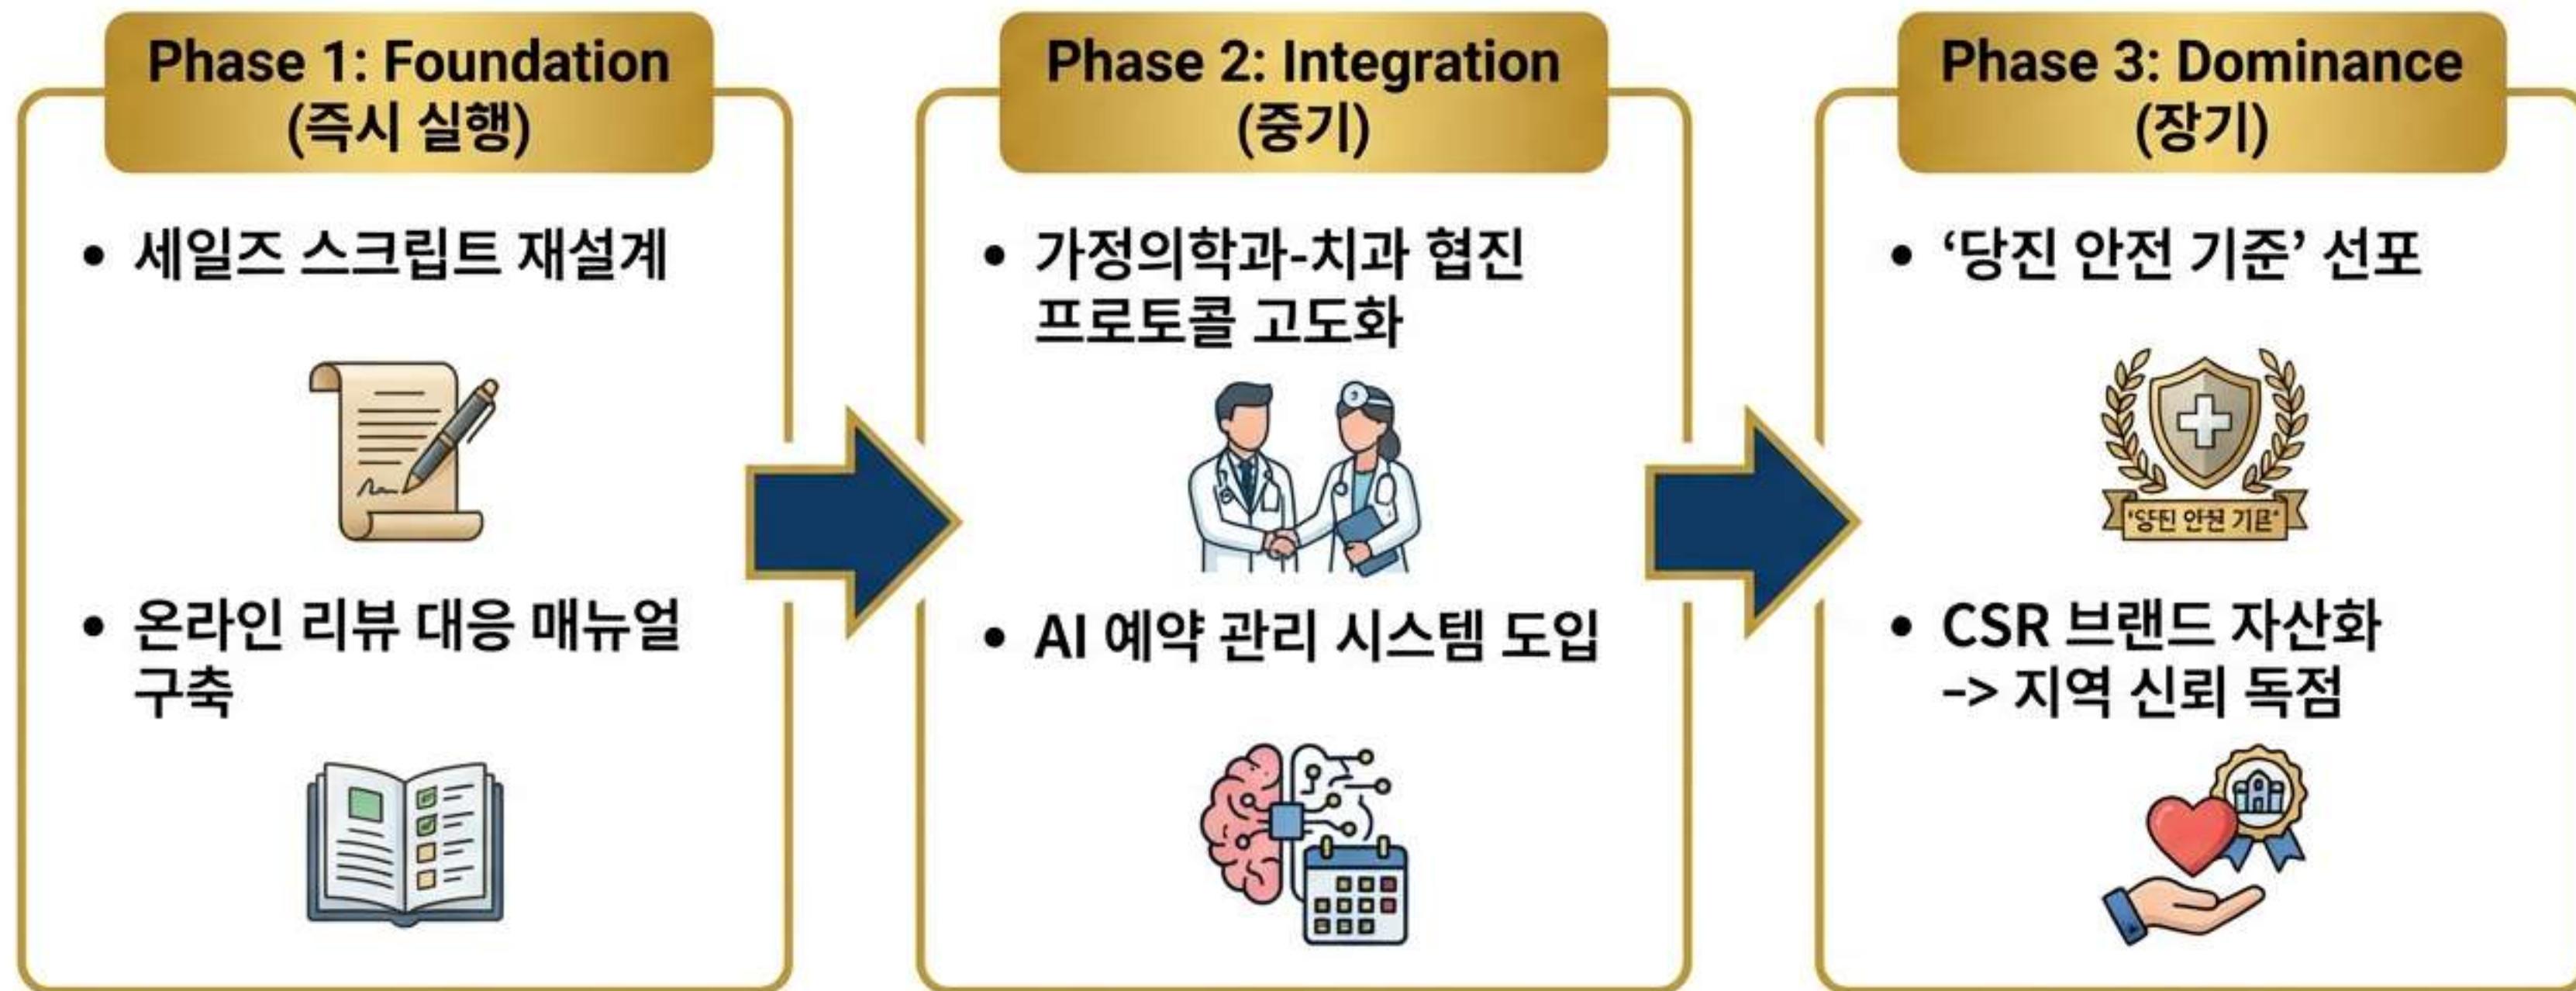 Phase 1: Foundation
(즉시 실행)
• 세일즈 스크립트 재설계
• 온라인 리뷰 대응 매뉴얼
구축
Phase 2: Integration
(중기)
• 가정의학과-치과 협진
프로토콜 고도화
• AI 예약 관리 시스템 도입
Phase 3: Dominance
(장기)
• ‘당진 안전 기준’ 선포
• CSR 브랜드 자산화
–> 지역 신뢰 독점